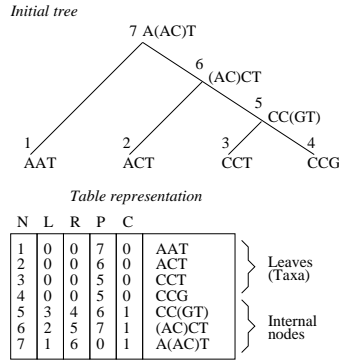 Initial tree
7 A(AC)T
6
(AC)CT
5
CC(GT)
1 2 3 4
AAT ACT CCT CCG
Table representation
N L R P C
1 0 0 7 0 AAT
2 0 0 6 0 ACT
3 0 0 5 0 CCT
4 0 0 5 0 CCG
5 3 4 6 1 CC(GT)
6 2 5 7 1 (AC)CT
7 1 6 0 1 A(AC)T
Leaves
(Taxa)
Internal
nodes